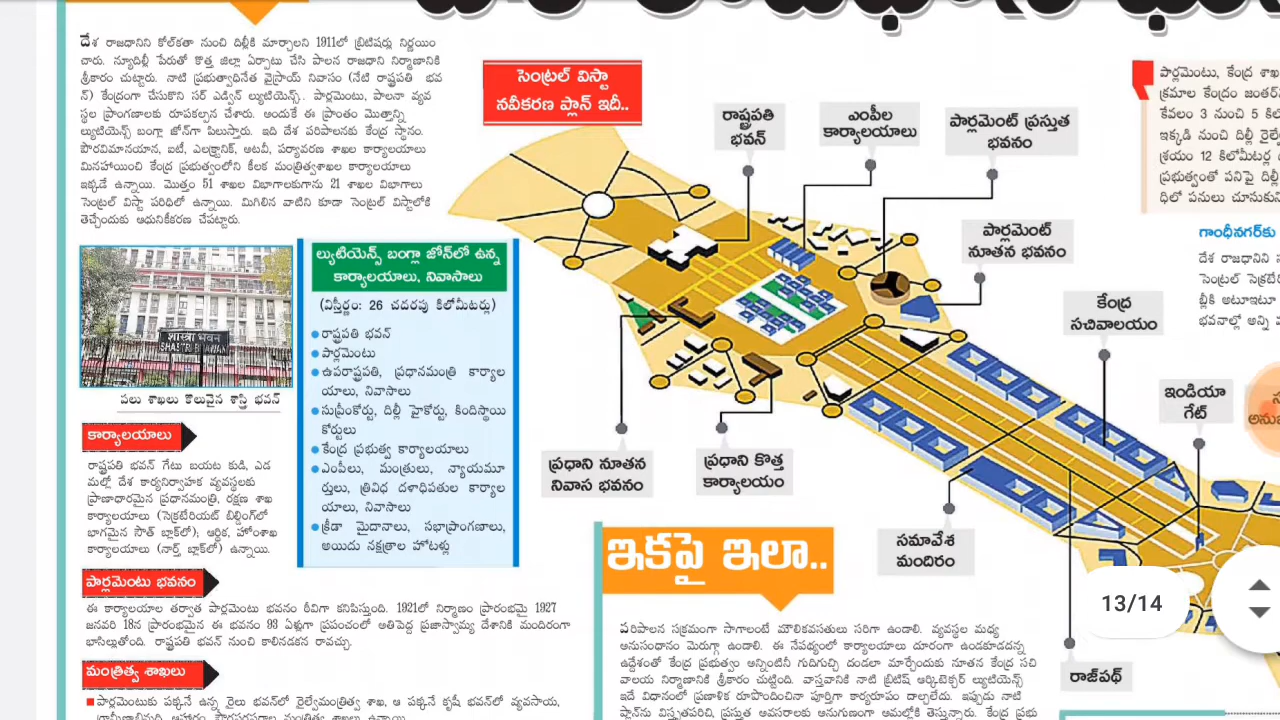 దేశ రాజధానిని కోల్‌కతా నుంచి దిల్లీకి మార్చాలని 1911లో బ్రిటిషర్లు నిర్ణయిం
చారు. న్యూదిల్లీ పేరుతో కొత్త జిల్లా ఏర్పాటు చేసి పాలన రాజధాని నిర్మాణానికి
శ్రీకారం చుట్టారు. నాటి ప్రభుత్వాధినేత వైస్రాయ్ నివాసం (నేటి రాష్ట్రపతి భవ
న్) కేంద్రంగా చేసుకొని సర్ ఎడ్విన్ ల్యుటియెన్స్.. పార్లమెంటు, పాలనా వ్యవ
స్థల ప్రాంగణాలకు రూపకల్పన చేశారు. అందుకే ఈ ప్రాంతం మొత్తాన్ని
ల్యుటియెన్స్ బంగ్లా జోన్‌గా పిలుస్తారు. ఇది దేశ పరిపాలనకు కేంద్ర స్థానం.
పౌరవిమానయాన, ఐటీ, ఎలక్ట్రానిక్, అటవీ, పర్యావరణ శాఖల కార్యాలయాలు
మినహాయించి కేంద్ర ప్రభుత్వంలోని కీలక మంత్రిత్వశాఖల కార్యాలయాలు
ఇక్కడే ఉన్నాయి. మొత్తం 51 శాఖల విభాగాలకుగాను 21 శాఖల విభాగాలు
సెంట్రల్ విస్టా పరిధిలో ఉన్నాయి. మిగిలిన వాటిని కూడా సెంట్రల్ విస్టాలోకి
తెచ్చేందుకు ఆధునికీకరణ చేపట్టారు.
शास्त्री भवन
SHASTRI BHAWAN
పలు శాఖలు కొలువైన శాస్త్రి భవన్
కార్యాలయాలు
రాష్ట్రపతి భవన్ గేటు బయట కుడి, ఎడ
మల్లో దేశ కార్యనిర్వాహక వ్యవస్థలకు
ప్రాణాధారమైన ప్రధానమంత్రి, రక్షణ శాఖ
కార్యాలయాలు (సెక్రటేరియట్ బిల్డింగ్‌లో
భాగమైన సౌత్ బ్లాక్‌లో); ఆర్థిక, హోంశాఖ
కార్యాలయాలు (నార్త్ బ్లాక్‌లో) ఉన్నాయి.
ల్యుటియెన్స్ బంగ్లా జోన్‌లో ఉన్న
కార్యాలయాలు, నివాసాలు
(విస్తీర్ణం: 26 చదరపు కిలోమీటర్లు)
● రాష్ట్రపతి భవన్
● పార్లమెంటు
● ఉపరాష్ట్రపతి, ప్రధానమంత్రి కార్యాల
యాలు, నివాసాలు
● సుప్రీంకోర్టు, దిల్లీ హైకోర్టు, కిందిస్థాయి
కోర్టులు
● కేంద్ర ప్రభుత్వ కార్యాలయాలు
● ఎంపీలు, మంత్రులు, న్యాయమూ
ర్తులు, త్రివిధ దళాధిపతుల కార్యాల
యాలు, నివాసాలు
● క్రీడా మైదానాలు, సభాప్రాంగణాలు,
అయిదు నక్షత్రాల హోటళ్లు
పార్లమెంటు భవనం
ఈ కార్యాలయాల తర్వాత పార్లమెంటు భవనం ఠీవిగా కనిపిస్తుంది. 1921లో నిర్మాణం ప్రారంభమై 1927
జనవరి 18న ప్రారంభమైన ఈ భవనం 93 ఏళ్లుగా ప్రపంచంలో అతిపెద్ద ప్రజాస్వామ్య దేశానికి మందిరంగా
భాసిల్లుతోంది. రాష్ట్రపతి భవన్ నుంచి కాలినడకన రావచ్చు.
మంత్రిత్వ శాఖలు
■ పార్లమెంటుకు పక్కనే ఉన్న రైలు భవన్‌లో రైల్వేమంత్రిత్వ శాఖ, ఆ పక్కనే కృషీ భవన్‌లో వ్యవసాయ,
సెంట్రల్ విస్టా
నవీకరణ ప్లాన్ ఇదీ..
రాష్ట్రపతి
భవన్
ఎంపీల
కార్యాలయాలు
పార్లమెంట్ ప్రస్తుత
భవనం
పార్లమెంట్
నూతన భవనం
కేంద్ర
సచివాలయం
ఇండియా
గేట్
ప్రధాని నూతన
నివాస భవనం
ప్రధాని కొత్త
కార్యాలయం
సమావేశ
మందిరం
రాజ్‌పథ్
ఇకపై ఇలా..
పరిపాలన సక్రమంగా సాగాలంటే మౌలికవసతులు సరిగా ఉండాలి. వ్యవస్థల మధ్య
అనుసంధానం మెరుగ్గా ఉండాలి. ఈ నేపథ్యంలో కార్యాలయాలు దూరంగా ఉండకూడదన్న
ఉద్దేశంతో కేంద్ర ప్రభుత్వం అన్నింటినీ గుదిగుచ్చి దండలా మార్చేందుకు నూతన కేంద్ర సచి
వాలయ నిర్మాణానికి శ్రీకారం చుట్టింది. వాస్తవానికి నాటి బ్రిటిష్ ఆర్కిటెక్చర్ ల్యుటియెన్స్
ఇదే విధానంలో ప్రణాళిక రూపొందించినా పూర్తిగా కార్యరూపం దాల్చలేదు. ఇప్పుడు నాటి
ప్లాన్‌ను విస్తృతపరిచి, ప్రస్తుత అవసరాలకు అనుగుణంగా అమల్లోకి తెస్తున్నారు. కేంద్ర ప్రభు
పార్లమెంటు, కేంద్ర శాఖ
క్రమాల కేంద్రం జంతర్‌మ
కేవలం 3 నుంచి 5 కిలో
ఇక్కడి నుంచి దిల్లీ రైల్వే
శ్రయం 12 కిలోమీటర్ల
ప్రభుత్వంతో పనిపై దిల్లీ
ధిలో పనులు చూసుకుని
గాంధీనగర్‌కు
దేశ రాజధానిని
సెంట్రల్ సెక్రటే
బ్లీకి అటూఇటూ
భవనాల్లో అన్ని
13/14